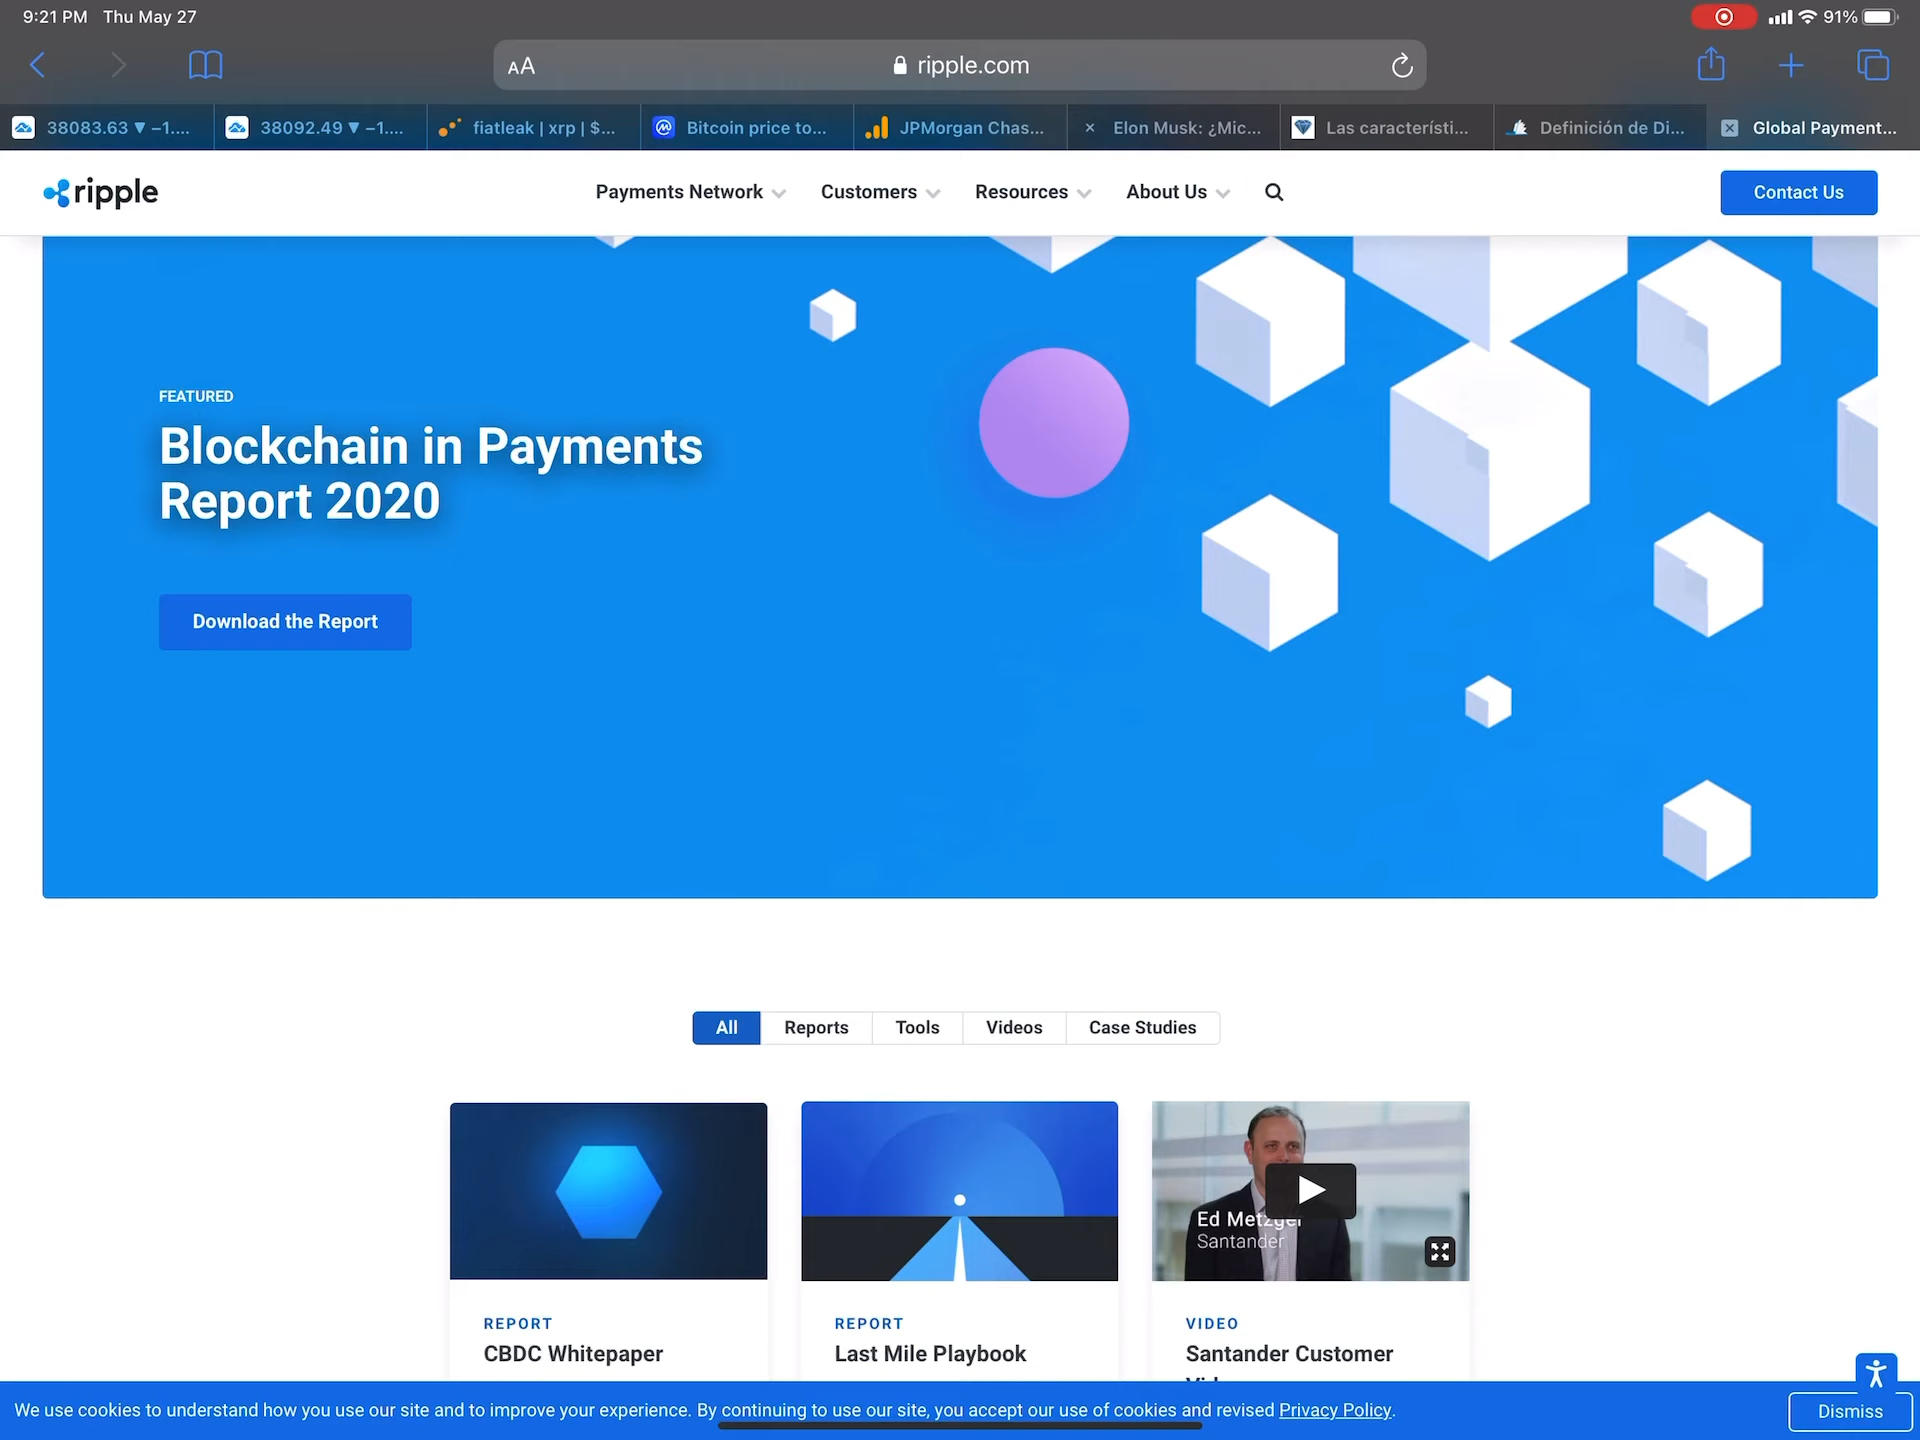 9:21 PM Thu May 27
91%
AA
ripple.com
38083.63 ▼ −1....
38092.49 ▼ −1....
fiatleak | xrp | $...
Bitcoin price to...
JPMorgan Chas...
Elon Musk: ¿Mic...
Las característi...
Definición de Di...
Global Payment...
ripple
Payments Network
Customers
Resources
About Us
Contact Us
FEATURED
Blockchain in Payments
Report 2020
Download the Report
All
Reports
Tools
Videos
Case Studies
Ed Metzger
Santander
REPORT
CBDC Whitepaper
REPORT
Last Mile Playbook
VIDEO
Santander Customer
We use cookies to understand how you use our site and to improve your experience. By continuing to use our site, you accept our use of cookies and revised Privacy Policy.
Dismiss